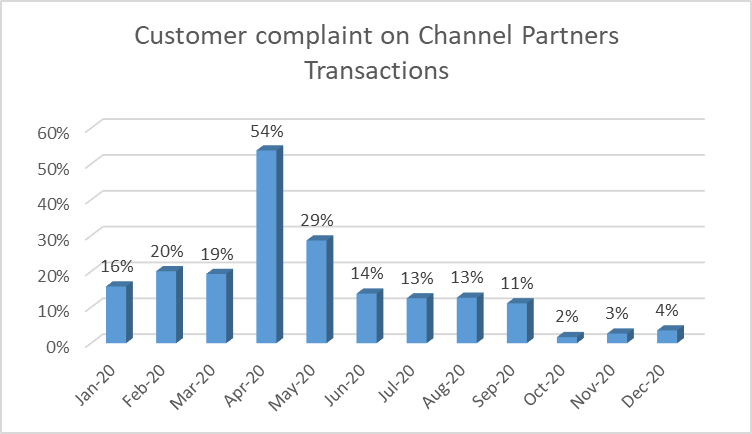 Customer complaint on Channel Partners
Transactions
60%
50%
40%
30%
20%
10%
0%
16%
20%
19%
54%
29%
14%
13%
13%
11%
2%
3%
4%
Jan-20
Feb-20
Mar-20
Apr-20
May-20
Jun-20
Jul-20
Aug-20
Sep-20
Oct-20
Nov-20
Dec-20